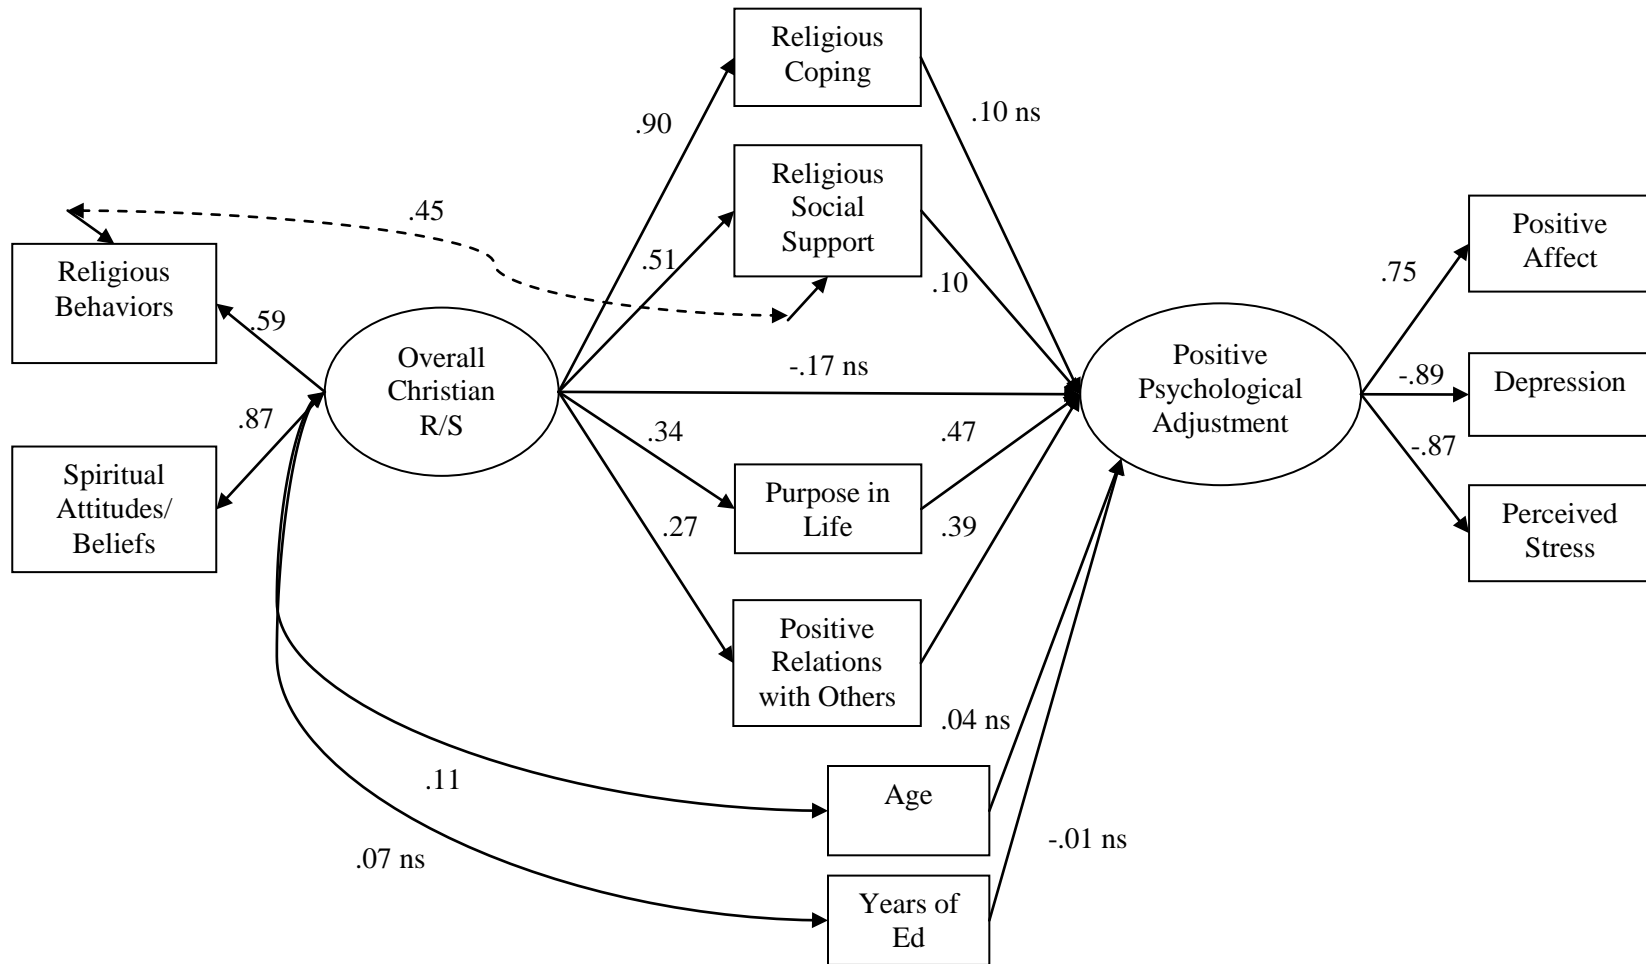 Religious
Coping
.90
.10 ns
Religious
Social
Support
.45
.51
.10
Religious
Behaviors
.59
Positive
Affect
.75
Overall
Christian
R/S
-.17 ns
Positive
Psychological
Adjustment
-.89
Depression
.87
.34
.47
-.87
Spiritual
Attitudes/
Beliefs
Purpose in
Life
Perceived
Stress
.27
.39
Positive
Relations
with Others
.04 ns
.11
Age
-.01 ns
.07 ns
Years of
Ed